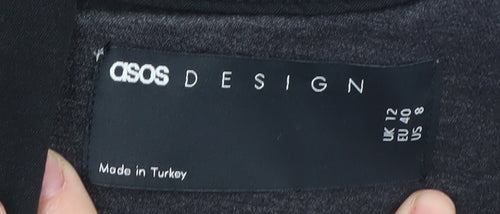 asos DESIGN
UK 12
EU 40
US 8
Made in Turkey